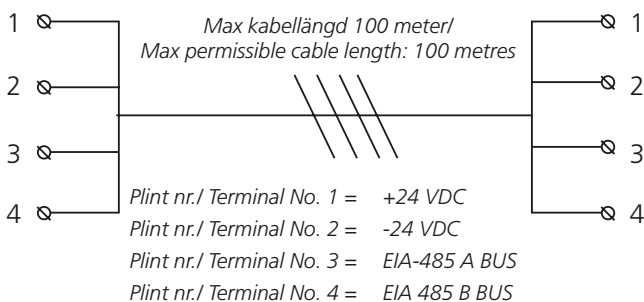 Max kabellängd 100 meter/
Max permissible cable length: 100 metres
1 1
2 2
3 3
4 4
Plint nr./ Terminal No. 1 = +24 VDC
Plint nr./ Terminal No. 2 = -24 VDC
Plint nr./ Terminal No. 3 = EIA-485 A BUS
Plint nr./ Terminal No. 4 = EIA 485 B BUS